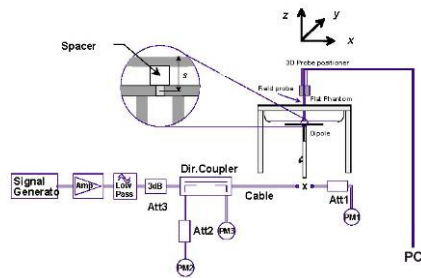 z
y
x
Spacer
s
3D Probe positioner
Field probe
Flat Phantom
Dipole
Signal
Generato
Amp
Low
Pass
3dB
Att3
Dir.Coupler
Cable
x
Att1
PM1
Att2
PM3
PM2
PC